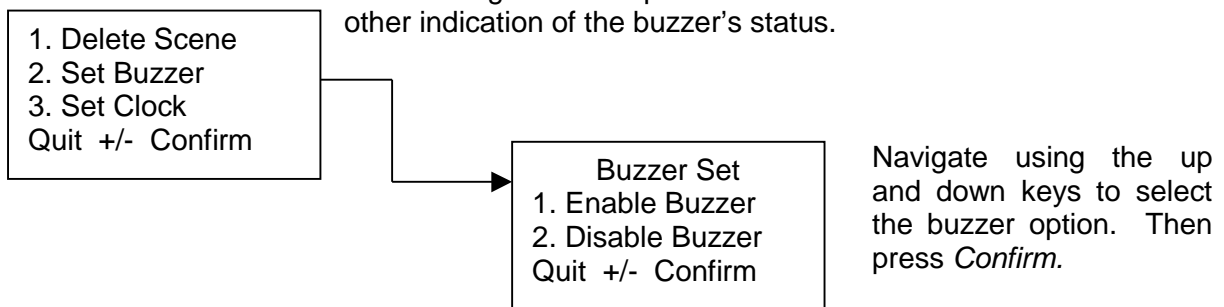 other indication of the buzzer’s status.
1. Delete Scene
2. Set Buzzer
3. Set Clock
Quit +/- Confirm
Buzzer Set
1. Enable Buzzer
2. Disable Buzzer
Quit +/- Confirm
Navigate using the up
and down keys to select
the buzzer option. Then
press Confirm.